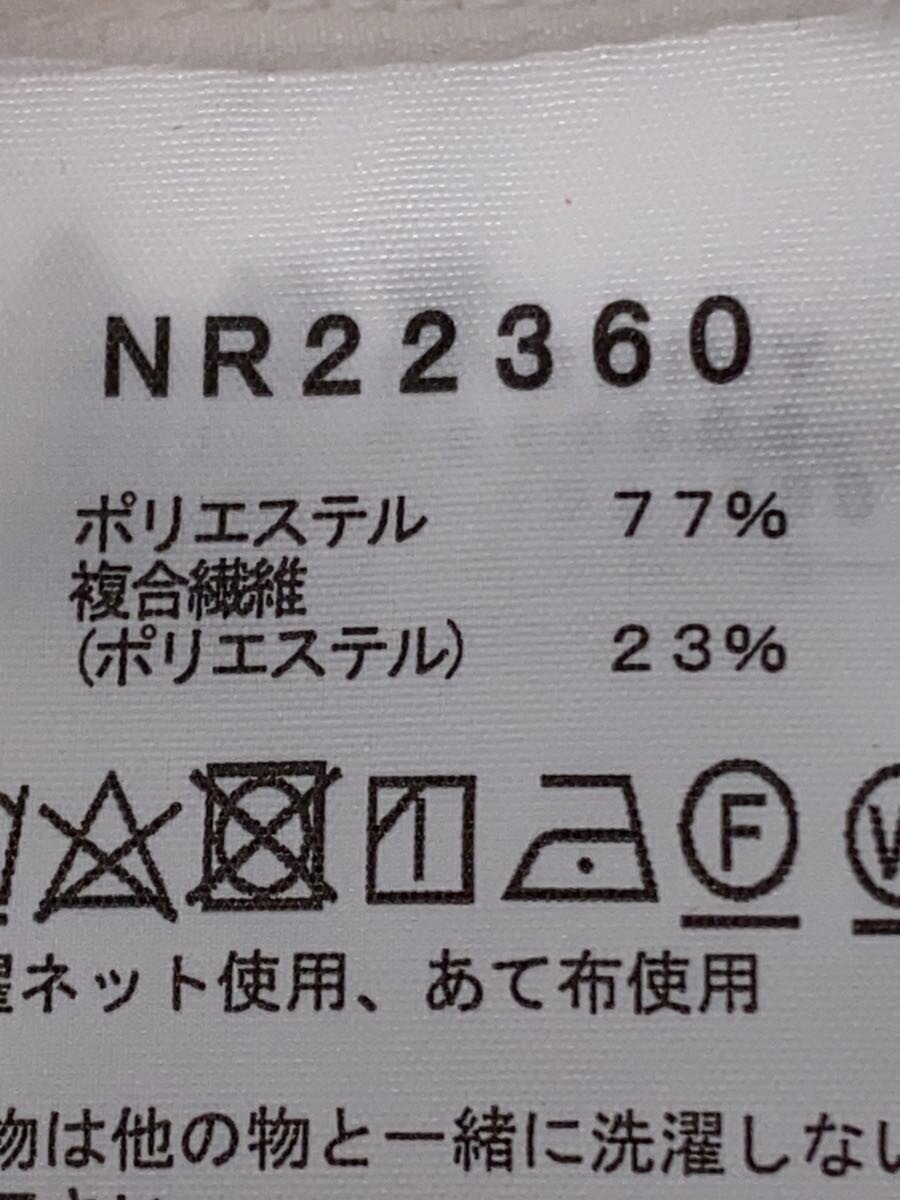 NR22360
ポリエステル 77%
複合繊維
(ポリエステル) 23%
F W
濯ネット使用、あて布使用
物は他の物と一緒に洗濯しない